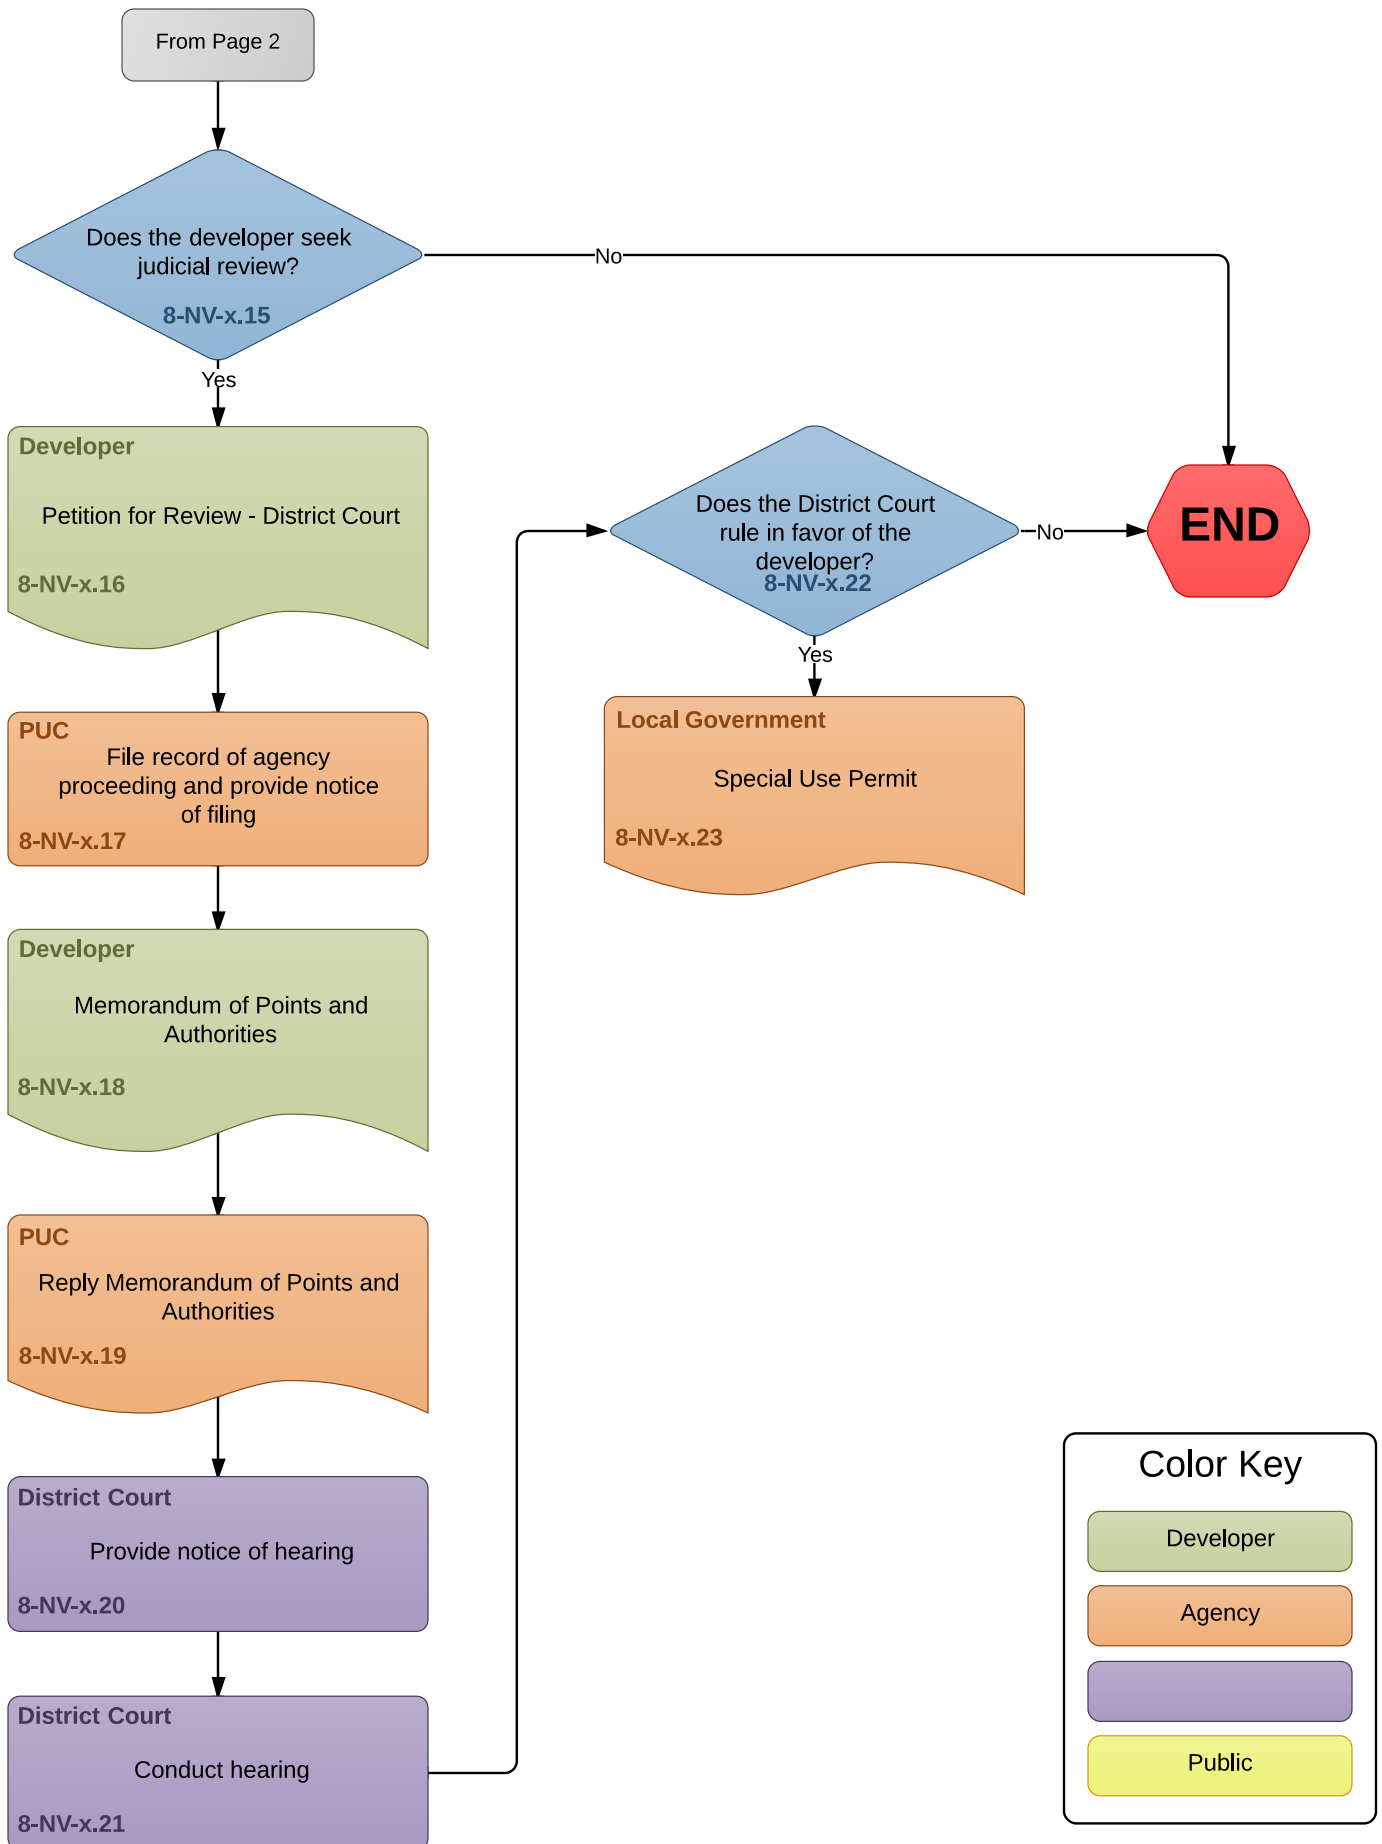 From Page 2
Does the developer seek
judicial review?
8-NV-x.15
No
Yes
Developer
Petition for Review - District Court
8-NV-x.16
PUC
File record of agency
proceeding and provide notice
of filing
8-NV-x.17
Developer
Memorandum of Points and
Authorities
8-NV-x.18
PUC
Reply Memorandum of Points and
Authorities
8-NV-x.19
District Court
Provide notice of hearing
8-NV-x.20
District Court
Conduct hearing
8-NV-x.21
Does the District Court
rule in favor of the
developer?
8-NV-x.22
No
END
Yes
Local Government
Special Use Permit
8-NV-x.23
Color Key
Developer
Agency
Public